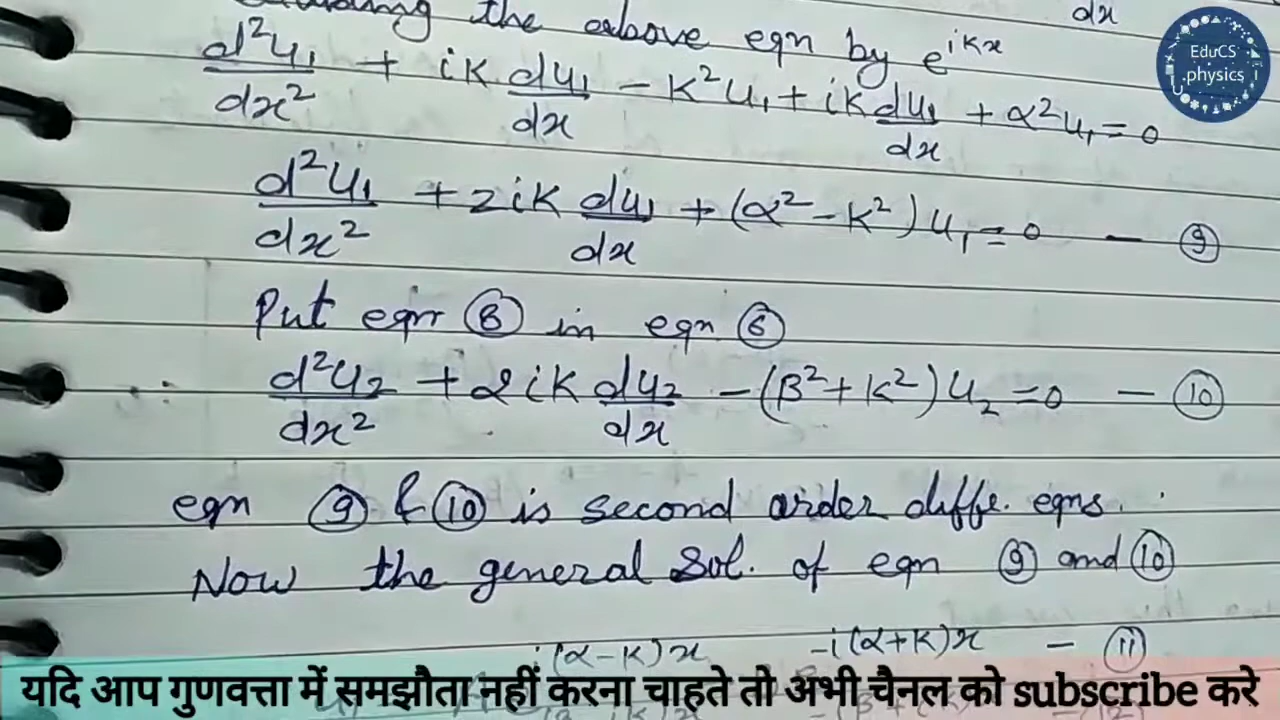 the above eqn by e^{ikx}
dx
EduCS
.physics
d²u₁/dx² + ik du₁/dx - K²u₁ + ik du₁/dx + α²u₁ = 0
d²u₁/dx² + 2ik du₁/dx + (α² - K²)u₁ = 0 — ⑨
Put eqn ⑧ in eqn ⑥
d²u₂/dx² + 2ik du₂/dx - (β² + K²)u₂ = 0 — ⑩
eqn ⑨ & ⑩ is second order diffe. eqns.
Now the general sol. of eqn ⑨ and ⑩
i(α-K)x -i(α+K)x — ⑪
यदि आप गुणवत्ता में समझौता नहीं करना चाहते तो अभी चैनल को subscribe करे